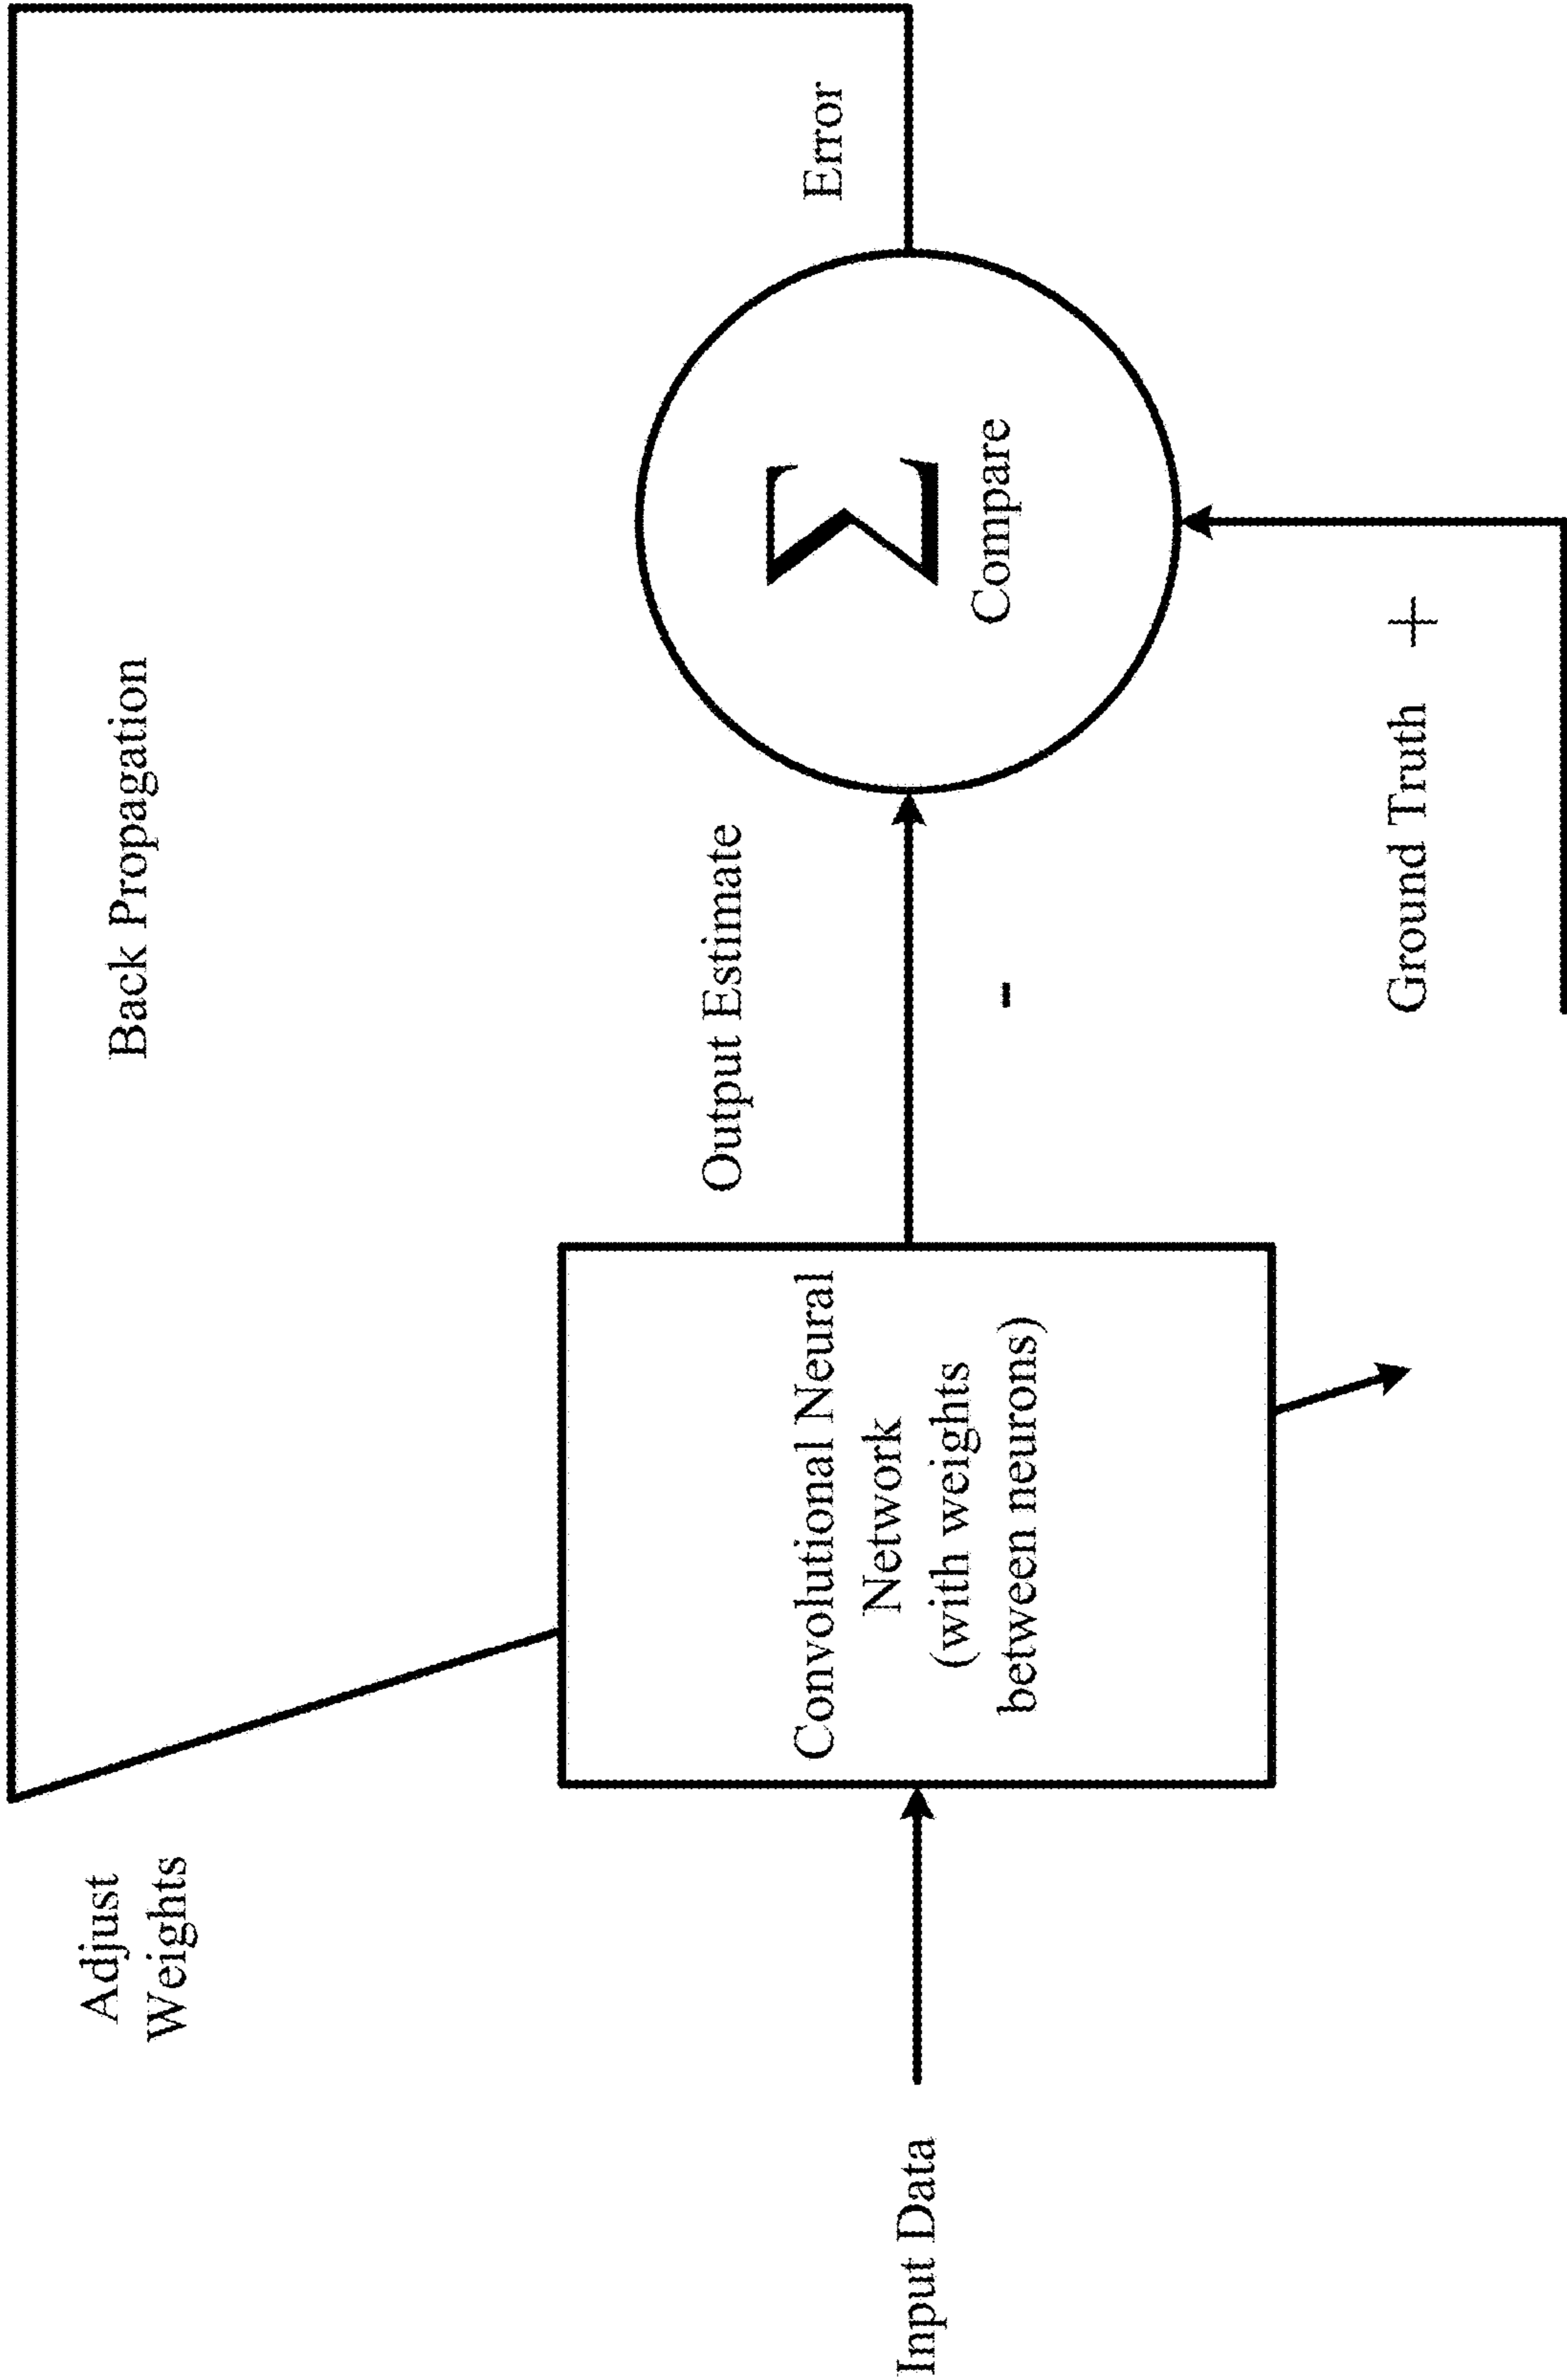 Back Propagation
Adjust
Weights
Error
Output Estimate
Input Data
Convolutional Neural
Network
(with weights
between neurons)
Σ
Compare
-
Ground Truth +